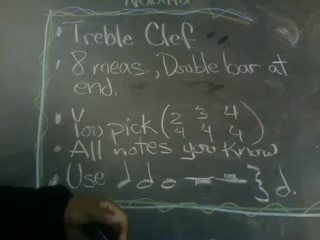 Treble Clef
8 meas., Double bar at
end.
You pick (2/4 3/4 4/4)
All notes you know
Use